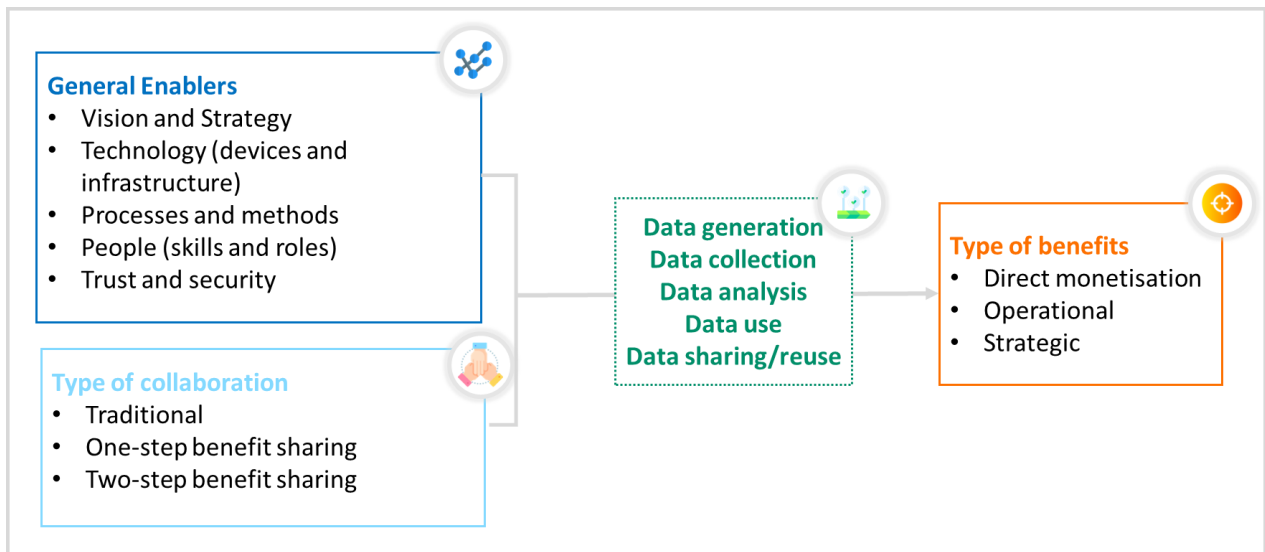 General Enablers
• Vision and Strategy
• Technology (devices and
infrastructure)
• Processes and methods
• People (skills and roles)
• Trust and security
Type of collaboration
• Traditional
• One-step benefit sharing
• Two-step benefit sharing
Data generation
Data collection
Data analysis
Data use
Data sharing/reuse
Type of benefits
• Direct monetisation
• Operational
• Strategic